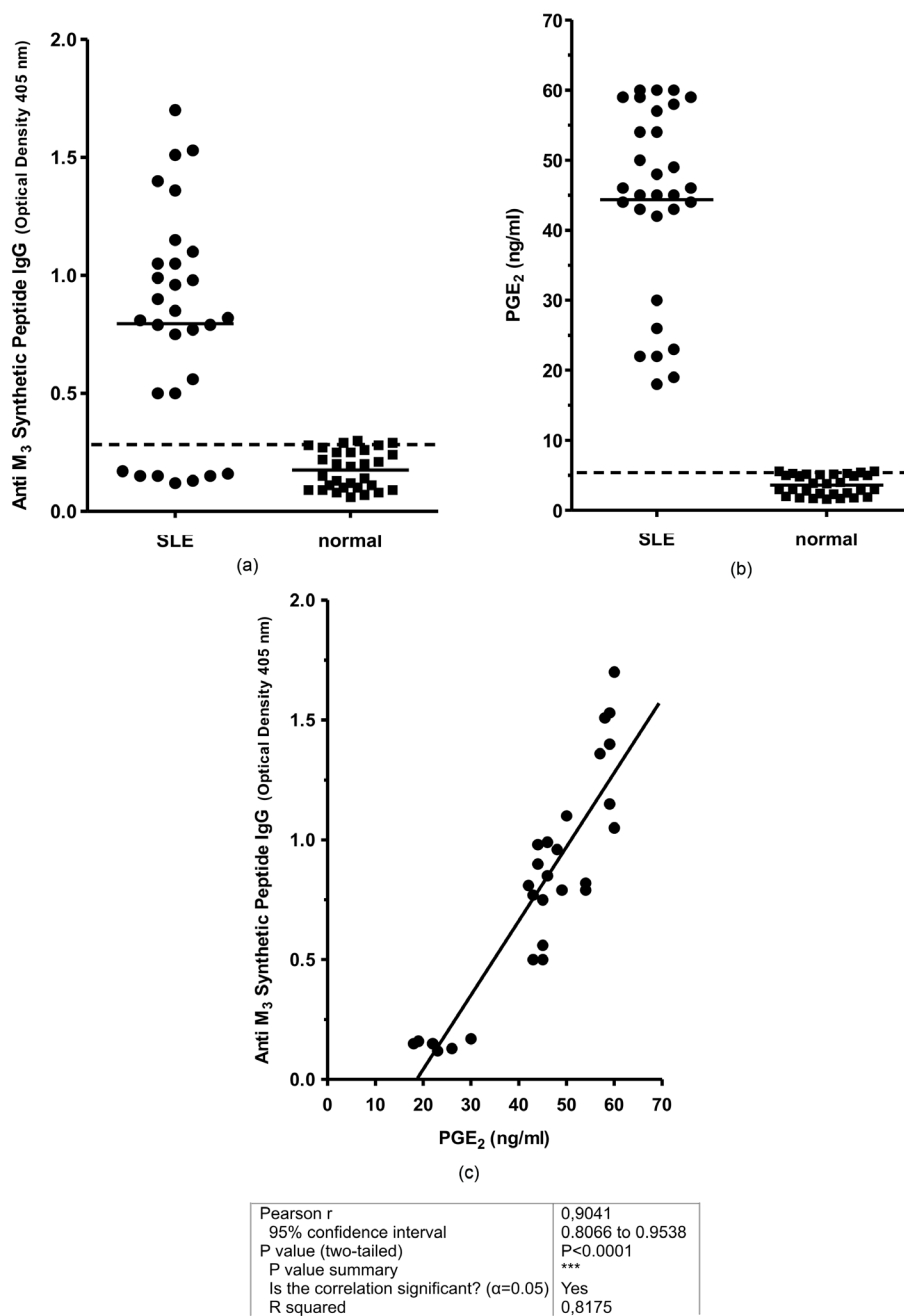 Anti M3 Synthetic Peptide IgG (Optical Density 405 nm)
2.0
1.5
1.0
0.5
0.0
SLE
normal
(a)
PGE2 (ng/ml)
70
60
50
40
30
20
10
0
SLE
normal
(b)
Anti M3 Synthetic Peptide IgG (Optical Density 405 nm)
2.0
1.5
1.0
0.5
0.0
0 10 20 30 40 50 60 70
PGE2 (ng/ml)
(c)
Pearson r 0,9041
95% confidence interval 0.8066 to 0.9538
P value (two-tailed) P<0.0001
P value summary ***
Is the correlation significant? (α=0.05) Yes
R squared 0,8175